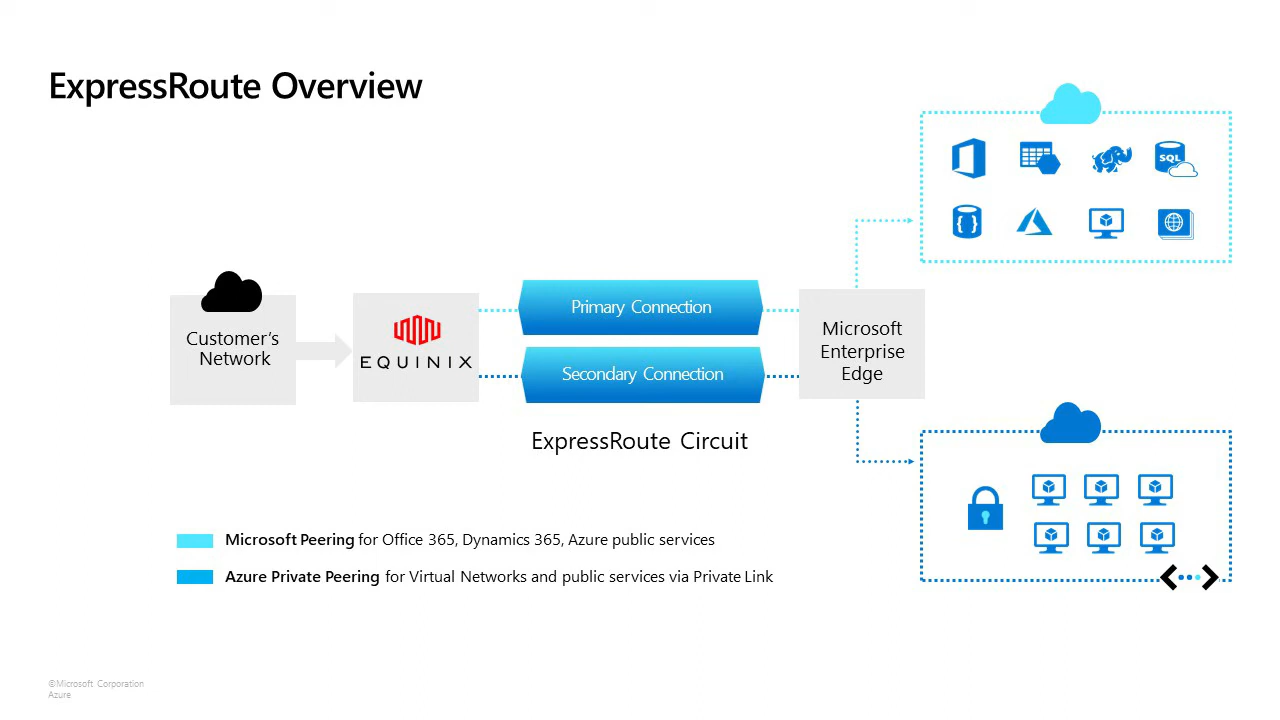 ExpressRoute Overview
SQL
Customer's
Network
EQUINIX
Primary Connection
Secondary Connection
Microsoft
Enterprise
Edge
ExpressRoute Circuit
Microsoft Peering for Office 365, Dynamics 365, Azure public services
Azure Private Peering for Virtual Networks and public services via Private Link
©Microsoft Corporation
Azure